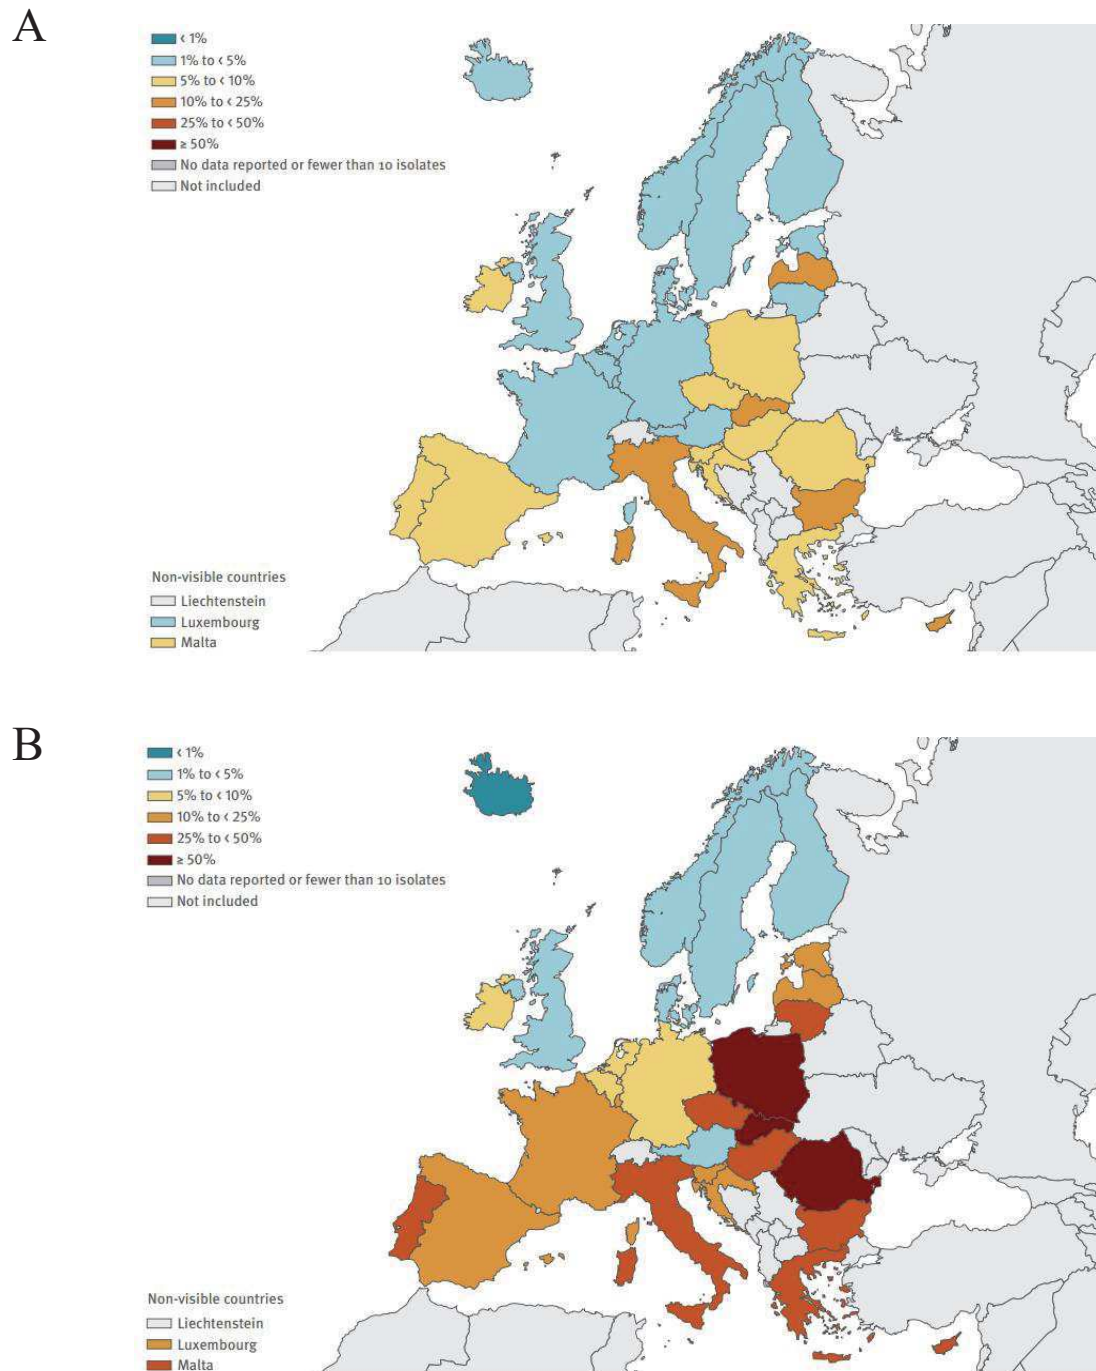 A
< 1%
1% to < 5%
5% to < 10%
10% to < 25%
25% to < 50%
≥ 50%
No data reported or fewer than 10 isolates
Not included
Non-visible countries
Liechtenstein
Luxembourg
Malta
B
< 1%
1% to < 5%
5% to < 10%
10% to < 25%
25% to < 50%
≥ 50%
No data reported or fewer than 10 isolates
Not included
Non-visible countries
Liechtenstein
Luxembourg
Malta